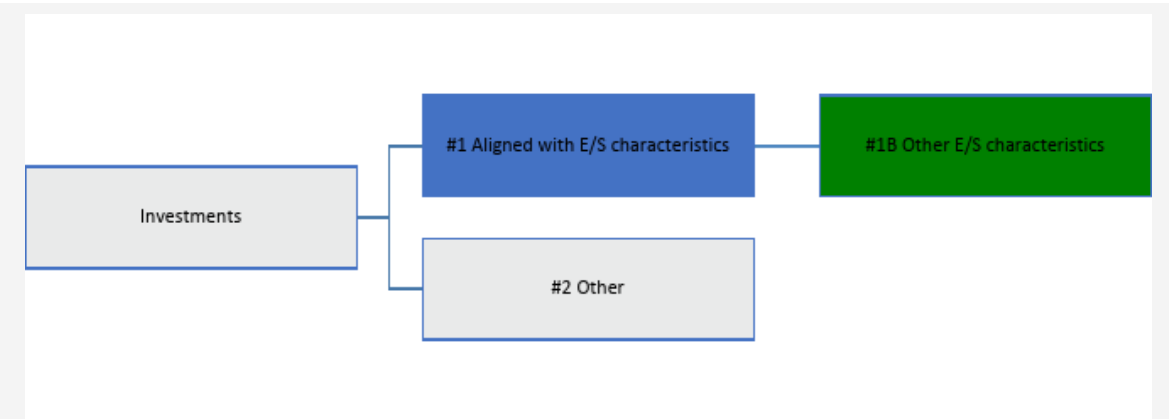 #1 Aligned with E/S characteristics
#1B Other E/S characteristics
Investments
#2 Other